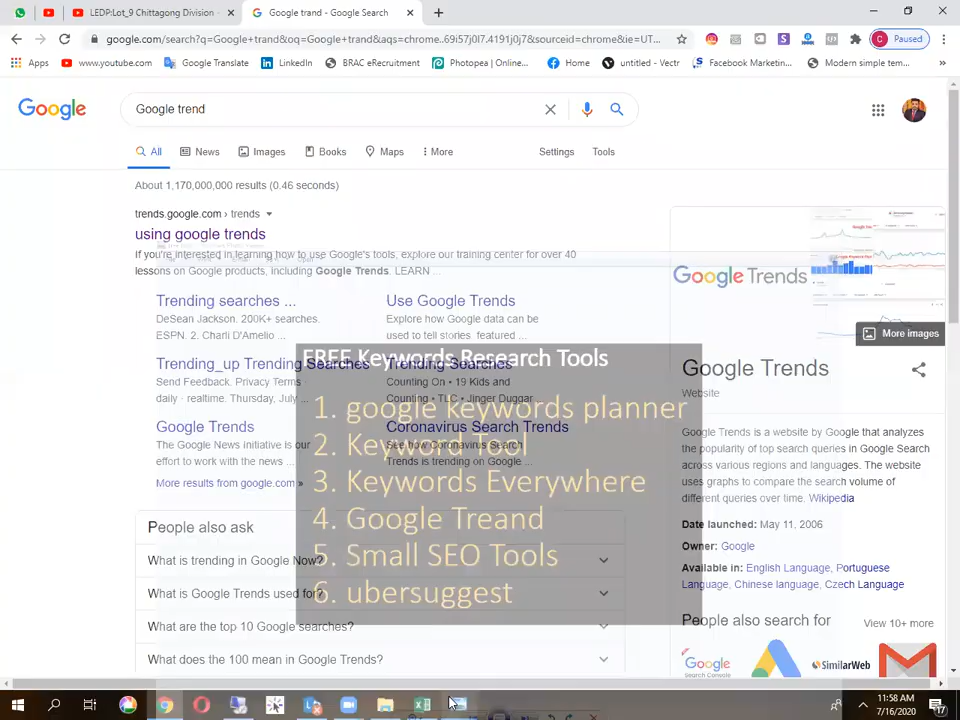 LEDP:Lot_9 Chittagong Division -
Google trand - Google Search
google.com/search?q=Google+trand&oq=Google+trand&aqs=chrome..69i57j0l7.4191j0j7&sourceid=chrome&ie=UT...
Paused
Apps
www.youtube.com
Google Translate
LinkedIn
BRAC eRecruitment
Photopea | Online...
Home
untitled - Vectr
Facebook Marketin...
Modern simple tem...
Google
Google trend
All
News
Images
Books
Maps
More
Settings
Tools
About 1,170,000,000 results (0.46 seconds)
trends.google.com › trends
using google trends
If you're interested in learning how to use Google's tools, explore our training center for over 40
lessons on Google products, including Google Trends. LEARN ...
Trending searches ...
DeSean Jackson. 200K+ searches.
ESPN. 2. Charli D'Amelio ...
Use Google Trends
Explore how Google data can be
used to tell stories. featured ...
Trending_up Trending Searches
Send Feedback. Privacy Terms ·
daily · realtime. Thursday, July ...
Trending Searches
Counting On • 19 Kids and
Counting • TLC • Jinger Duggar
Google Trends
The Google News initiative is our
effort to work with the news ...
Coronavirus Search Trends
See how Coronavirus Search
Trends is trending on Google ...
More results from google.com »
People also ask
What is trending in Google Now?
What is Google Trends used for?
What are the top 10 Google searches?
What does the 100 mean in Google Trends?
FREE Keywords Research Tools
1. google keywords planner
2. Keyword Tool
3. Keywords Everywhere
4. Google Treand
5. Small SEO Tools
6. ubersuggest
Google Trends
More images
Google Trends
Website
Google Trends is a website by Google that analyzes
the popularity of top search queries in Google Search
across various regions and languages. The website
uses graphs to compare the search volume of
different queries over time. Wikipedia
Date launched: May 11, 2006
Owner: Google
Available in: English Language, Portuguese
Language, Chinese language, Czech Language
People also search for
View 10+ more
Google
Search Console
SimilarWeb
11:58 AM
7/16/2020
17